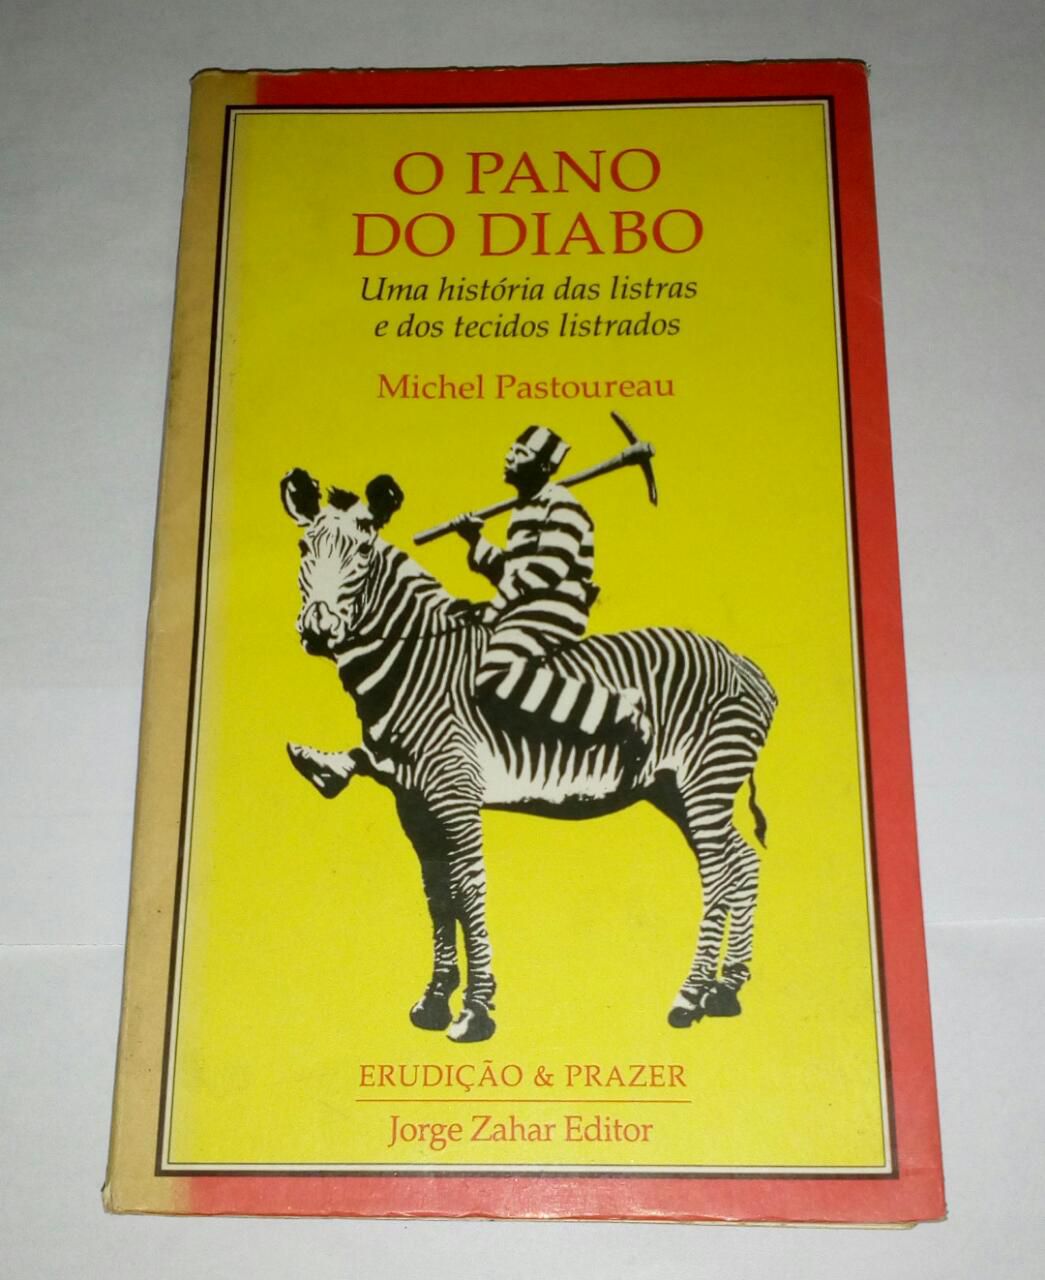 O PANO
DO DIABO
Uma história das listras
e dos tecidos listrados
Michel Pastoureau
ERUDIÇÃO & PRAZER
Jorge Zahar Editor